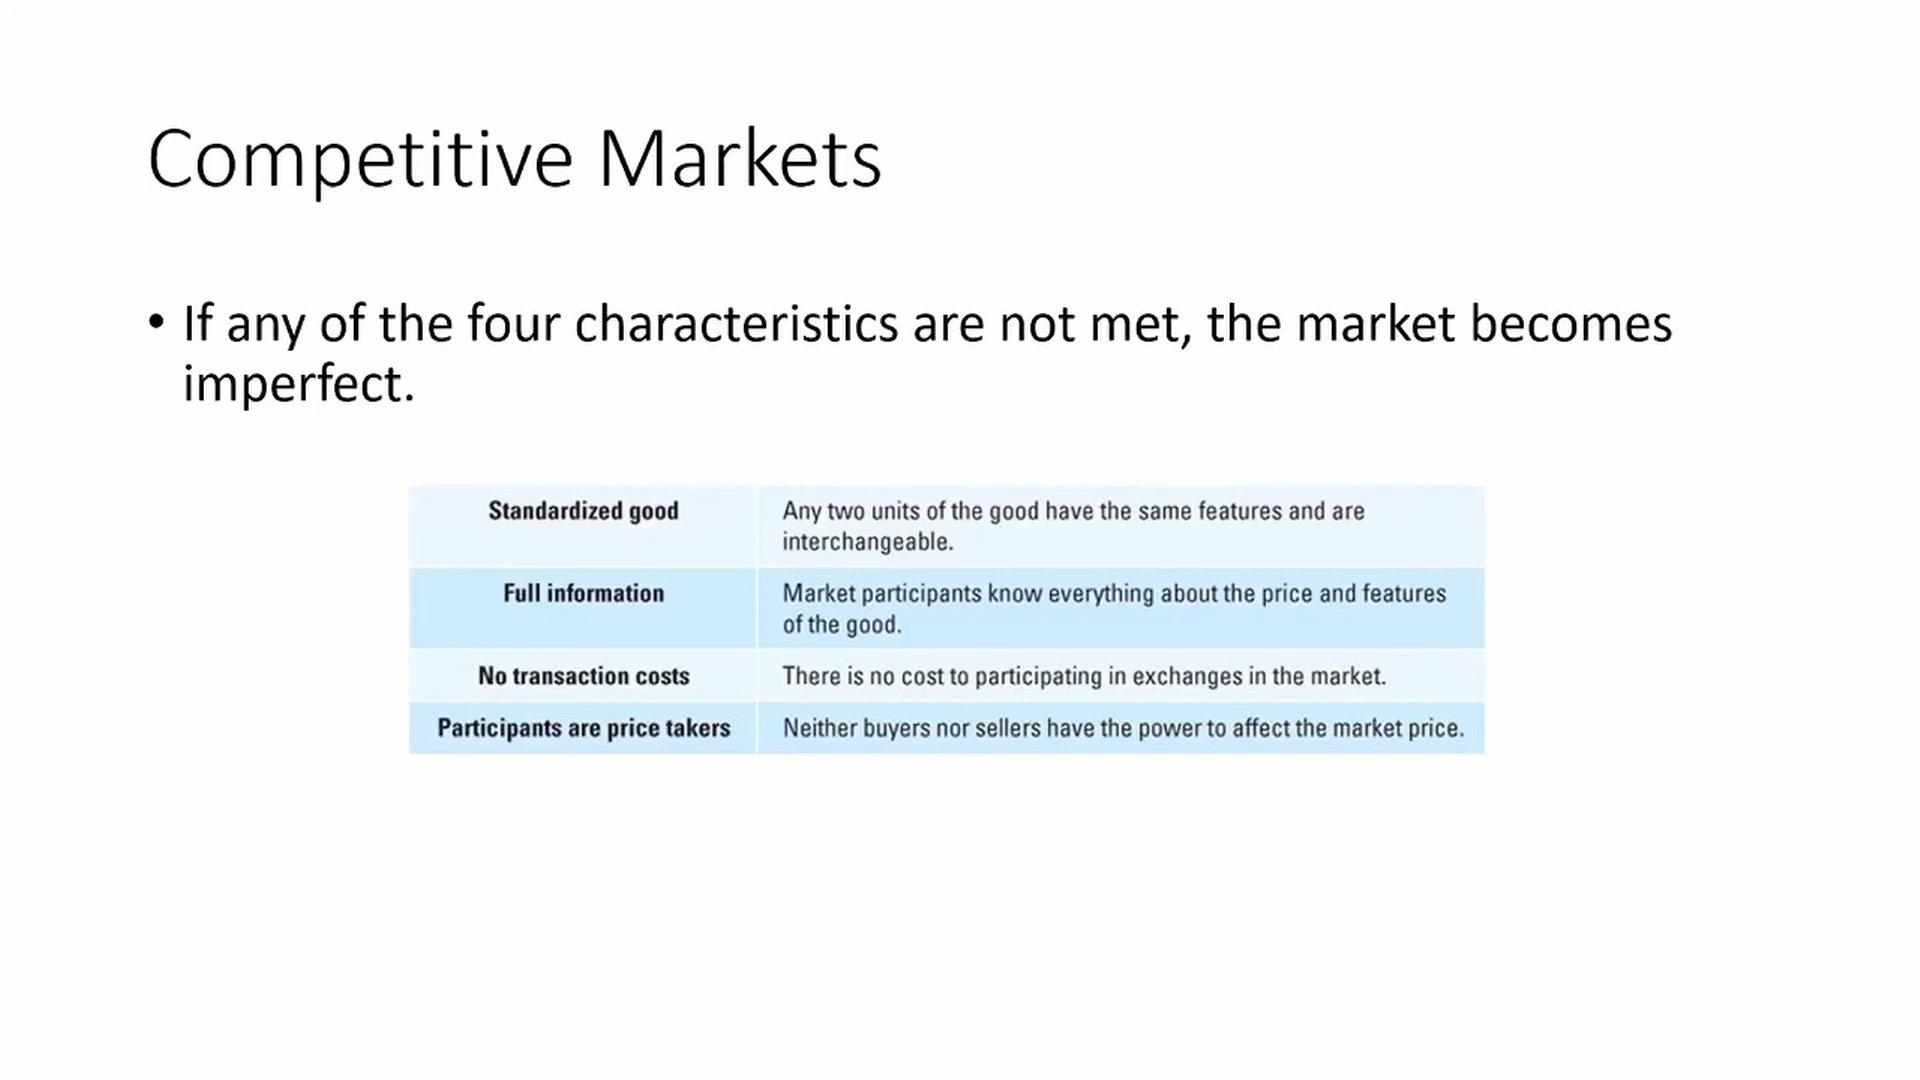 Competitive Markets
• If any of the four characteristics are not met, the market becomes
imperfect.
Standardized good
Any two units of the good have the same features and are
interchangeable.
Full information
Market participants know everything about the price and features
of the good.
No transaction costs
There is no cost to participating in exchanges in the market.
Participants are price takers
Neither buyers nor sellers have the power to affect the market price.